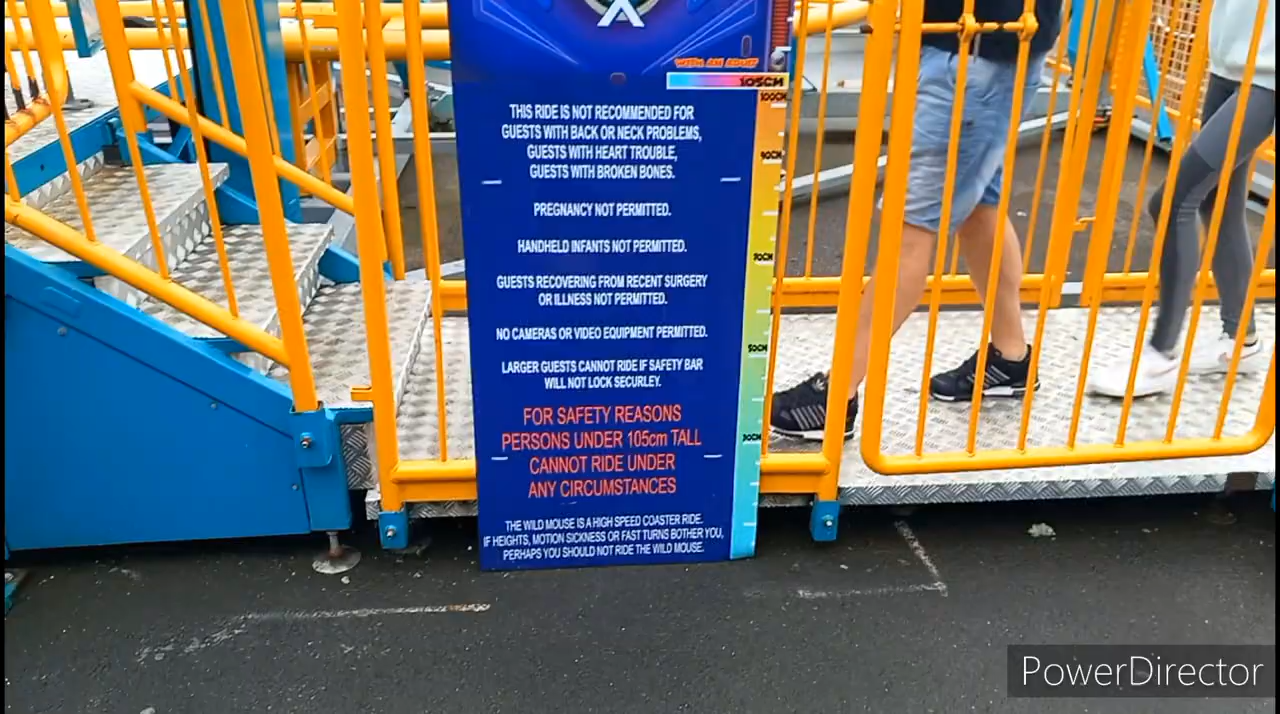 WITH AN ADULT
105CM
100CM
THIS RIDE IS NOT RECOMMENDED FOR
GUESTS WITH BACK OR NECK PROBLEMS,
GUESTS WITH HEART TROUBLE,
GUESTS WITH BROKEN BONES.
90CM
PREGNANCY NOT PERMITTED.
HANDHELD INFANTS NOT PERMITTED.
70CM
GUESTS RECOVERING FROM RECENT SURGERY
OR ILLNESS NOT PERMITTED.
NO CAMERAS OR VIDEO EQUIPMENT PERMITTED.
50CM
LARGER GUESTS CANNOT RIDE IF SAFETY BAR
WILL NOT LOCK SECURLEY.
FOR SAFETY REASONS
PERSONS UNDER 105cm TALL
30CM
CANNOT RIDE UNDER
ANY CIRCUMSTANCES
THE WILD MOUSE IS A HIGH SPEED COASTER RIDE.
IF HEIGHTS, MOTION SICKNESS OR FAST TURNS BOTHER YOU,
PERHAPS YOU SHOULD NOT RIDE THE WILD MOUSE.
PowerDirector